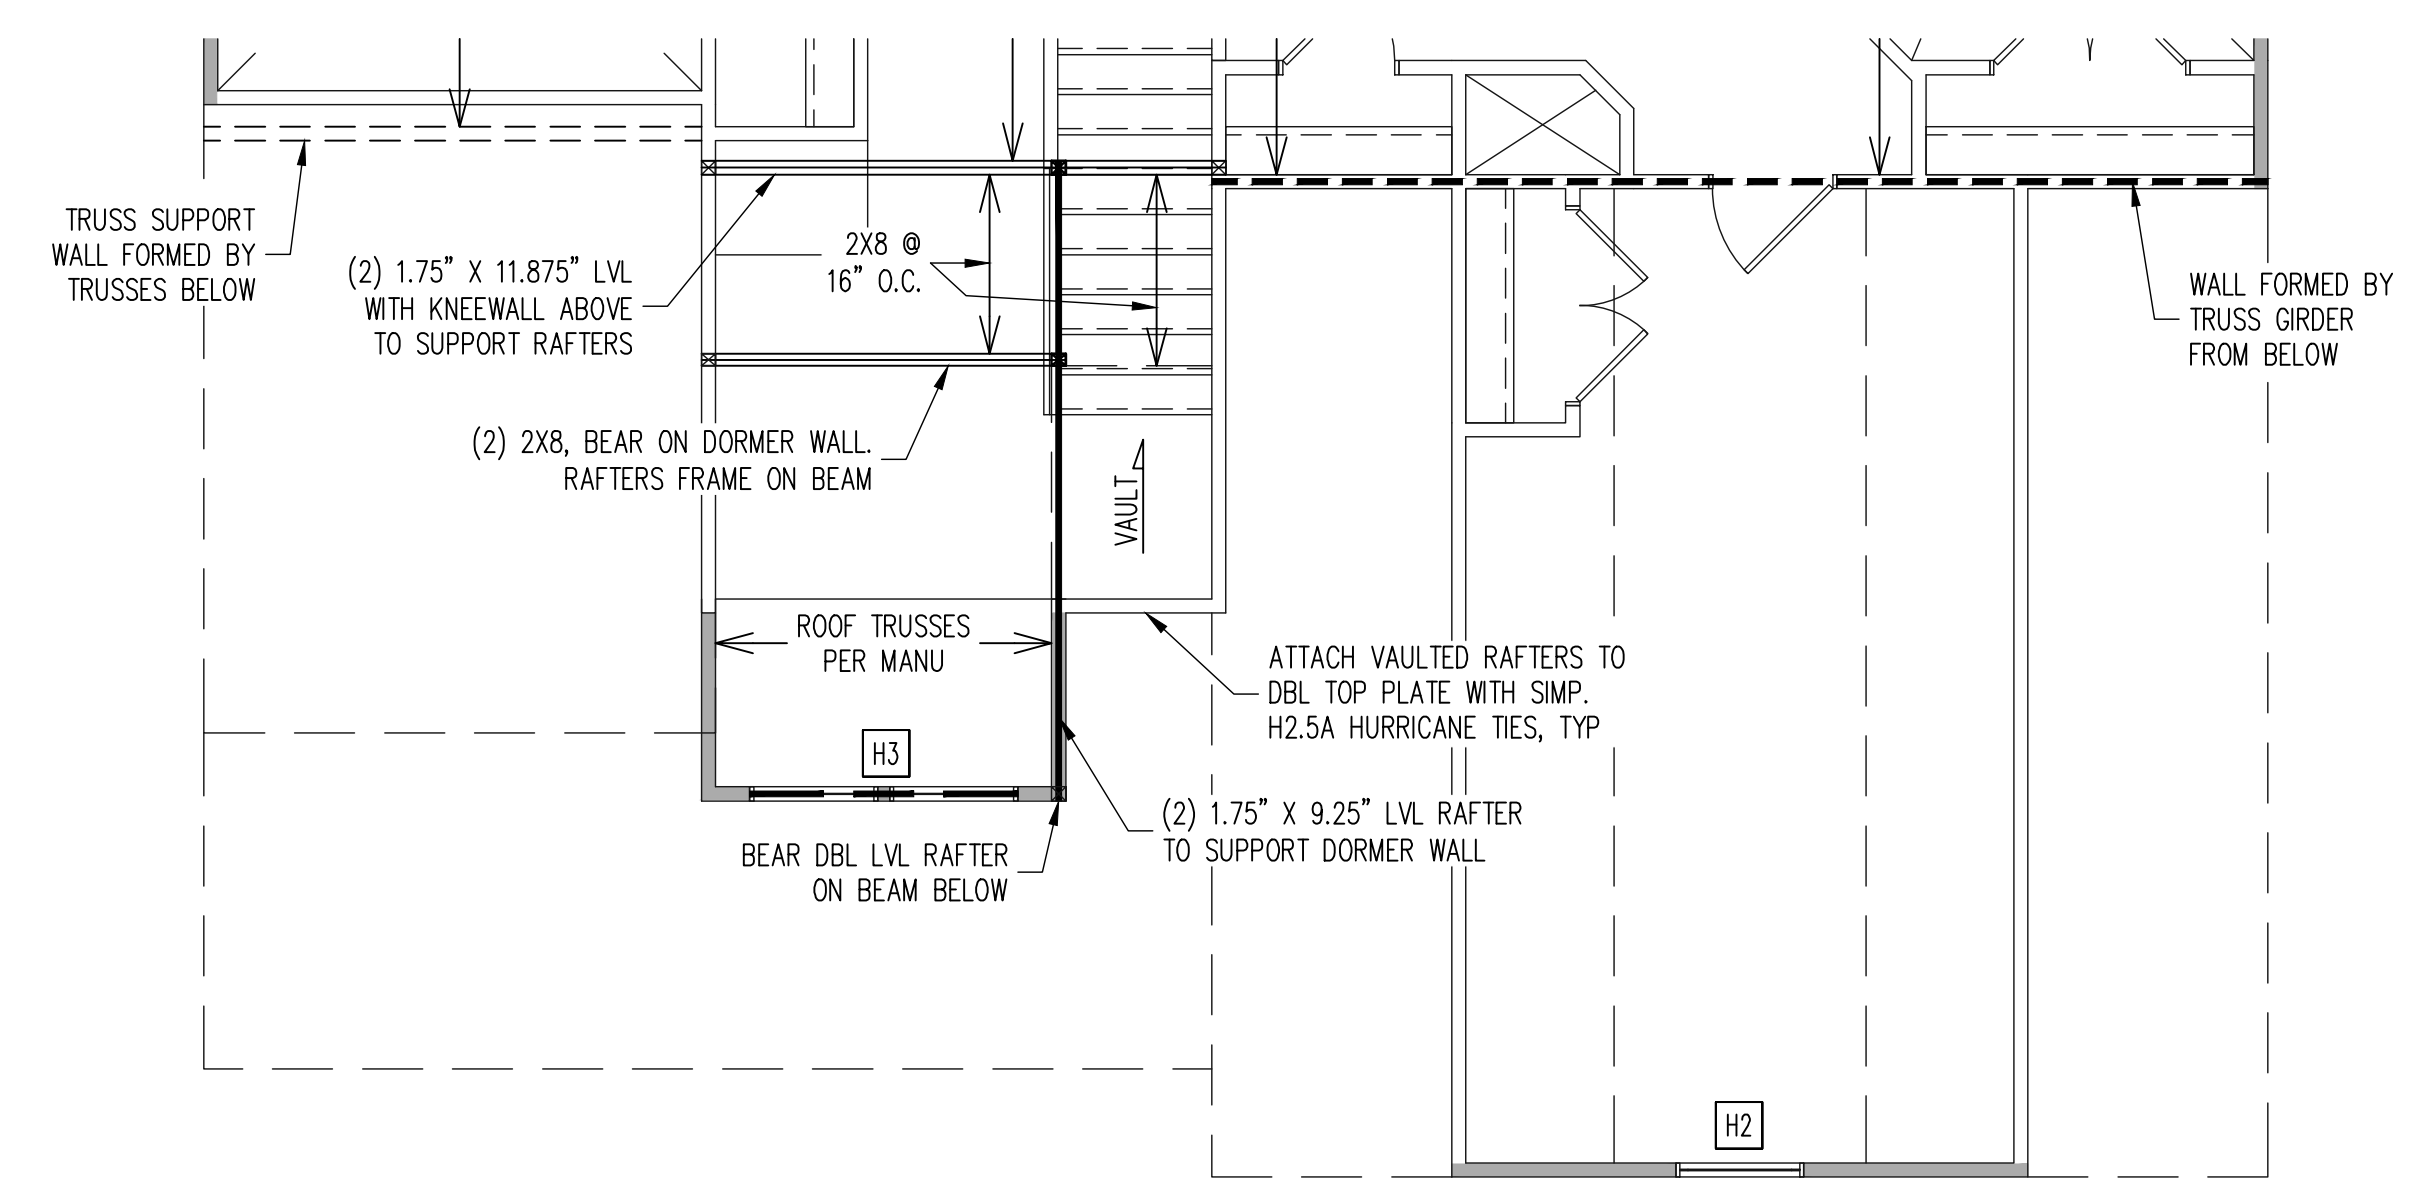 TRUSS SUPPORT
WALL FORMED BY
TRUSSES BELOW
(2) 1.75” X 11.875” LVL
WITH KNEEWALL ABOVE
TO SUPPORT RAFTERS
2X8 @
16” O.C.
WALL FORMED BY
TRUSS GIRDER
FROM BELOW
(2) 2X8, BEAR ON DORMER WALL.
RAFTERS FRAME ON BEAM
VAULT
ROOF TRUSSES
PER MANU
ATTACH VAULTED RAFTERS TO
DBL TOP PLATE WITH SIMP.
H2.5A HURRICANE TIES, TYP
H3
(2) 1.75” X 9.25” LVL RAFTER
TO SUPPORT DORMER WALL
BEAR DBL LVL RAFTER
ON BEAM BELOW
H2